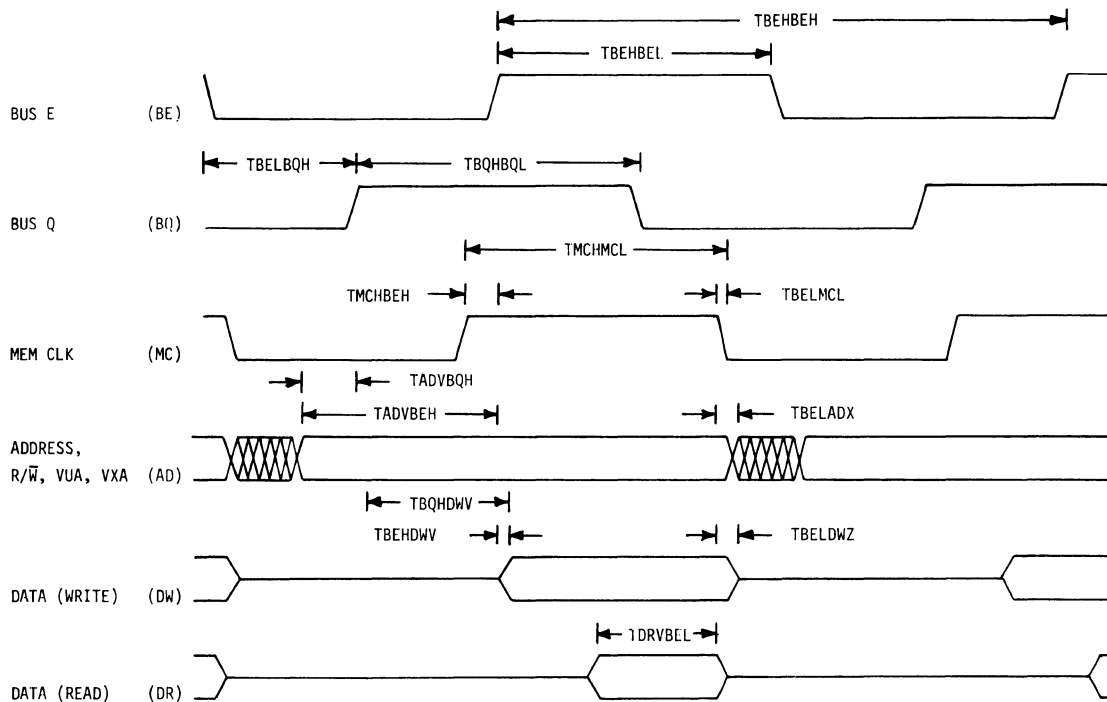 TBEHBEH
TBEHBEL
BUS E (BE)
TBELBQH TBQHBQL
BUS Q (BQ)
TMCHMCL
TMCHBEH TBELMCL
MEM CLK (MC)
TADVBQH
TADVBEH TBELADX
ADDRESS,
R/W̅, VUA, VXA (AD)
TBQHDWV
TBEHDWV TBELDWZ
DATA (WRITE) (DW)
TDRVBEL
DATA (READ) (DR)